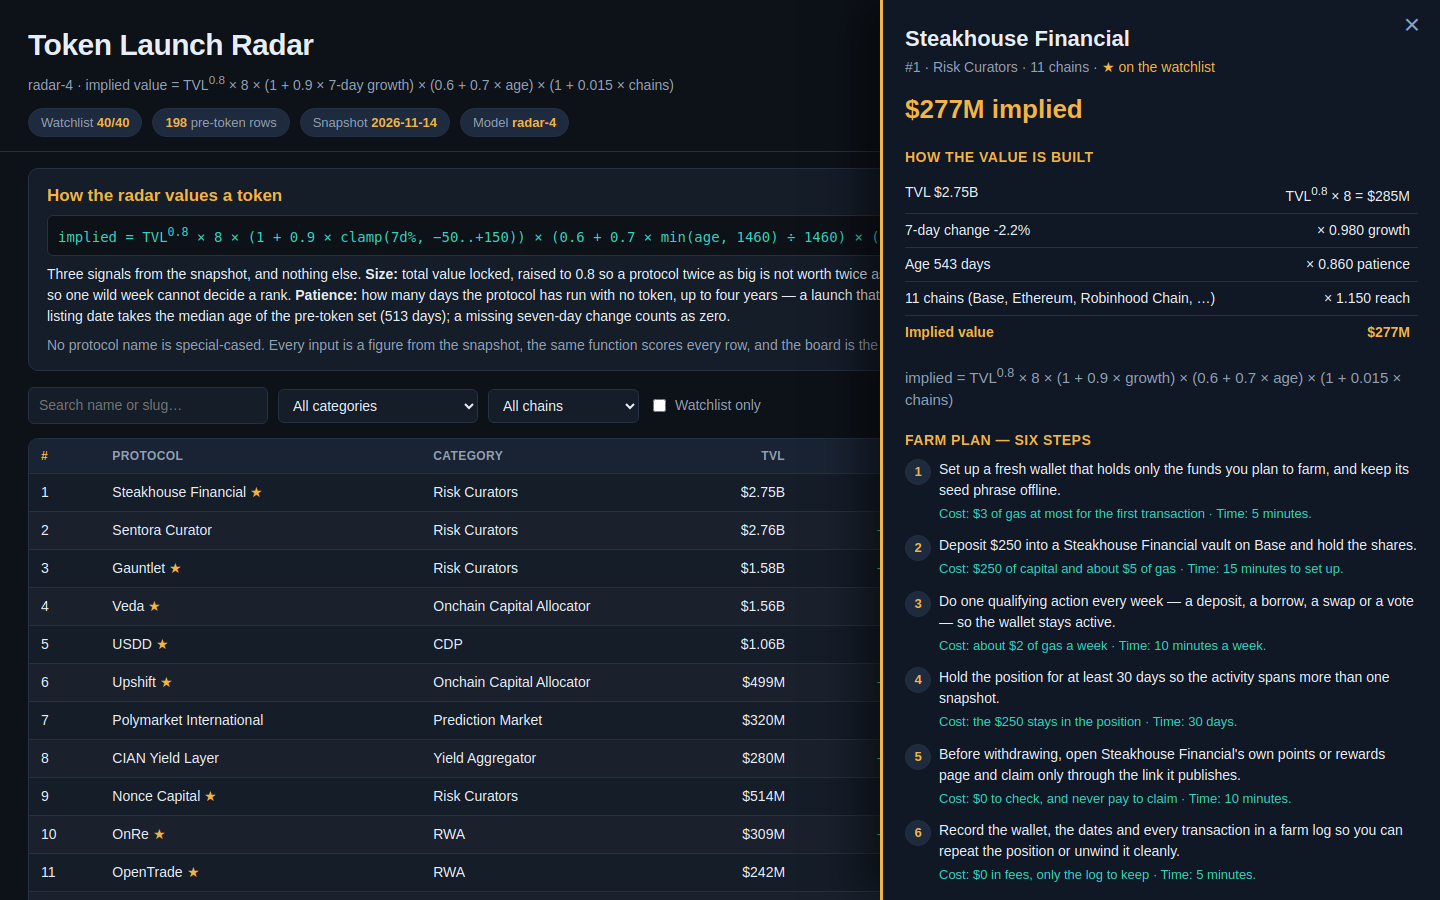 Token Launch Radar
radar-4 · implied value = TVL^0.8 × 8 × (1 + 0.9 × 7-day growth) × (0.6 + 0.7 × age) × (1 + 0.015 × chains)
Watchlist 40/40
198 pre-token rows
Snapshot 2026-11-14
Model radar-4
How the radar values a token
implied = TVL^0.8 × 8 × (1 + 0.9 × clamp(7d%, −50..+150)) × (0.6 + 0.7 × min(age, 1460) ÷ 1460) × (
Three signals from the snapshot, and nothing else. Size: total value locked, raised to 0.8 so a protocol twice as big is not worth twice a
so one wild week cannot decide a rank. Patience: how many days the protocol has run with no token, up to four years — a launch that
listing date takes the median age of the pre-token set (513 days); a missing seven-day change counts as zero.
No protocol name is special-cased. Every input is a figure from the snapshot, the same function scores every row, and the board is the
Search name or slug…
All categories
All chains
Watchlist only
# PROTOCOL CATEGORY TVL
1 Steakhouse Financial ★ Risk Curators $2.75B
2 Sentora Curator Risk Curators $2.76B
3 Gauntlet ★ Risk Curators $1.58B
4 Veda ★ Onchain Capital Allocator $1.56B
5 USDD ★ CDP $1.06B
6 Upshift ★ Onchain Capital Allocator $499M
7 Polymarket International Prediction Market $320M
8 CIAN Yield Layer Yield Aggregator $280M
9 Nonce Capital ★ Risk Curators $514M
10 OnRe ★ RWA $309M
11 OpenTrade ★ RWA $242M
×
Steakhouse Financial
#1 · Risk Curators · 11 chains · ★ on the watchlist
$277M implied
HOW THE VALUE IS BUILT
TVL $2.75B TVL^0.8 × 8 = $285M
7-day change -2.2% × 0.980 growth
Age 543 days × 0.860 patience
11 chains (Base, Ethereum, Robinhood Chain, …) × 1.150 reach
Implied value $277M
implied = TVL^0.8 × 8 × (1 + 0.9 × growth) × (0.6 + 0.7 × age) × (1 + 0.015 ×
chains)
FARM PLAN — SIX STEPS
1 Set up a fresh wallet that holds only the funds you plan to farm, and keep its
seed phrase offline.
Cost: $3 of gas at most for the first transaction · Time: 5 minutes.
2 Deposit $250 into a Steakhouse Financial vault on Base and hold the shares.
Cost: $250 of capital and about $5 of gas · Time: 15 minutes to set up.
3 Do one qualifying action every week — a deposit, a borrow, a swap or a vote
— so the wallet stays active.
Cost: about $2 of gas a week · Time: 10 minutes a week.
4 Hold the position for at least 30 days so the activity spans more than one
snapshot.
Cost: the $250 stays in the position · Time: 30 days.
5 Before withdrawing, open Steakhouse Financial's own points or rewards
page and claim only through the link it publishes.
Cost: $0 to check, and never pay to claim · Time: 10 minutes.
6 Record the wallet, the dates and every transaction in a farm log so you can
repeat the position or unwind it cleanly.
Cost: $0 in fees, only the log to keep · Time: 5 minutes.